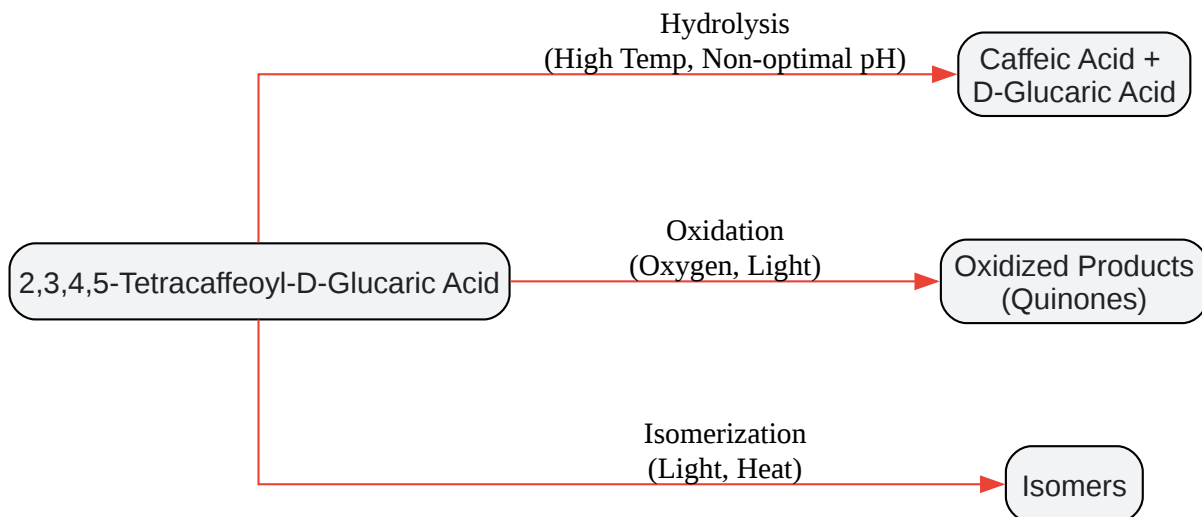 Hydrolysis
(High Temp, Non-optimal pH)
Caffeic Acid +
D-Glucaric Acid
2,3,4,5-Tetracaffeoyl-D-Glucaric Acid
Oxidation
(Oxygen, Light)
Oxidized Products
(Quinones)
Isomerization
(Light, Heat)
Isomers